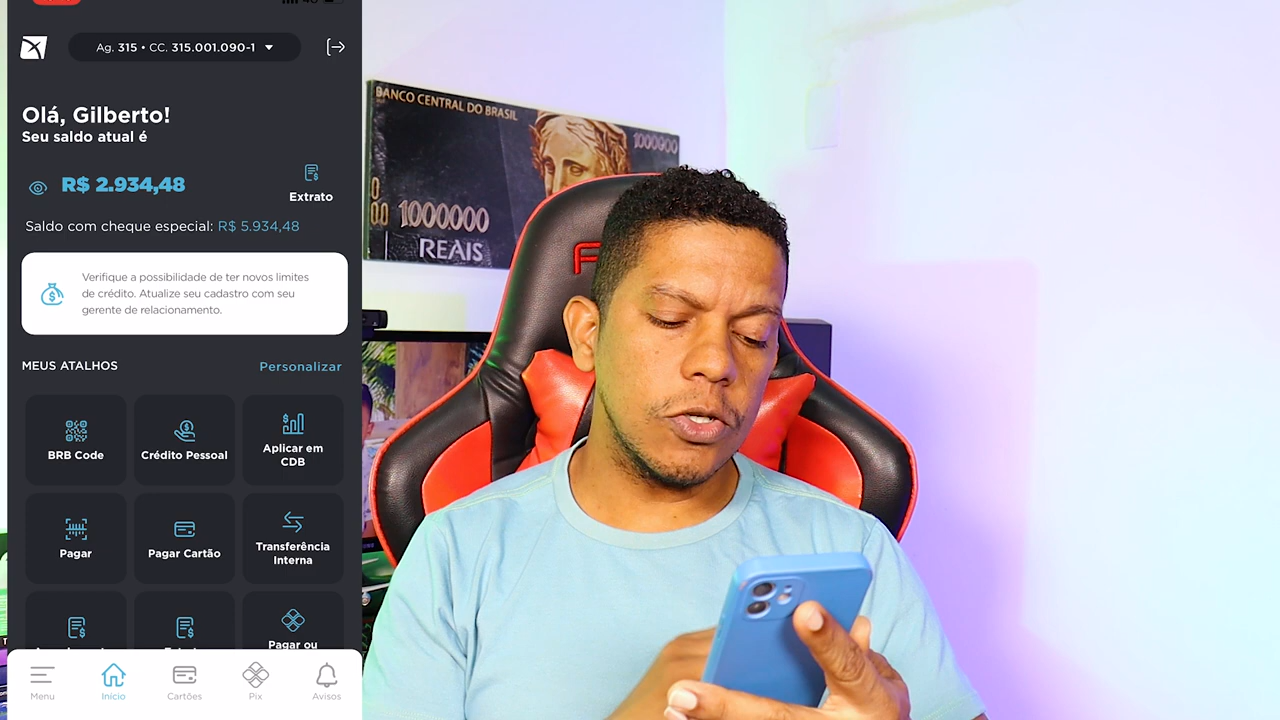 Ag. 315 • CC. 315.001.090-1
Olá, Gilberto!
Seu saldo atual é
R$ 2.934,48
Extrato
Saldo com cheque especial: R$ 5.934,48
Verifique a possibilidade de ter novos limites
de crédito. Atualize seu cadastro com seu
gerente de relacionamento.
MEUS ATALHOS
Personalizar
BRB Code
Crédito Pessoal
Aplicar em
CDB
Pagar
Pagar Cartão
Transferência
Interna
Pagar ou
Menu
Início
Cartões
Pix
Avisos
BANCO CENTRAL DO BRASIL
1000000
1000000
REAIS